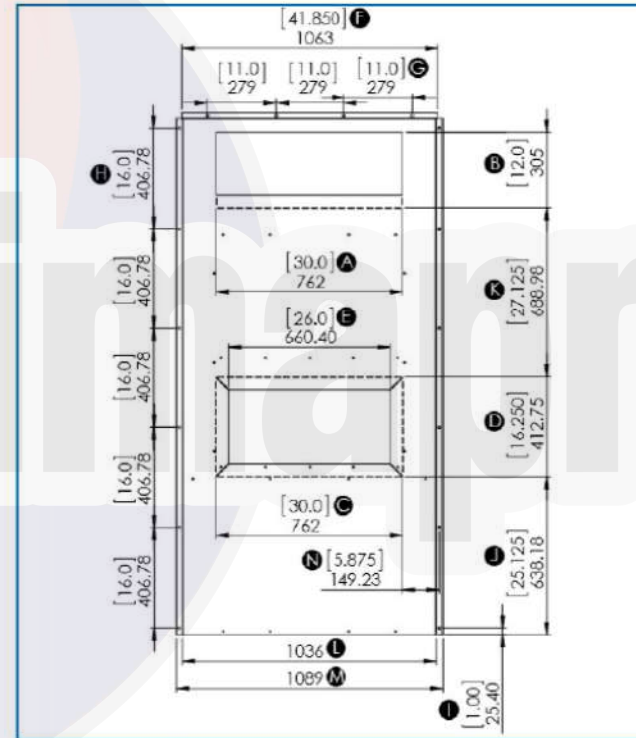 [41.850] F
1063
[11.0] [11.0] [11.0] G
279 279 279
H [16.0]
406.78
B [12.0]
305
[16.0]
406.78
[30.0] A
762
K [27.125]
688.98
[26.0] E
660.40
[16.0]
406.78
D [16.250]
412.75
[16.0]
406.78
[30.0] C
762
N [5.875]
149.23
J [25.125]
638.18
[16.0]
406.78
1036 L
1089 M
I [1.00]
25.40
imapr